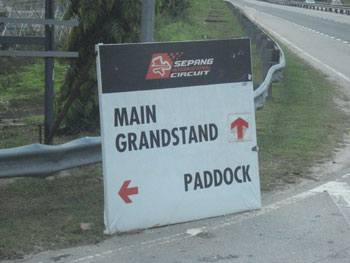 SEPANG
CIRCUIT
MAIN
GRANDSTAND
PADDOCK